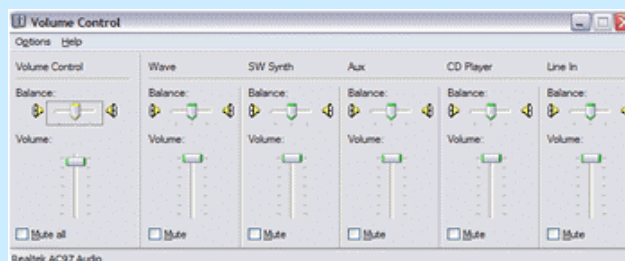 Volume Control
Options Help
Volume Control Wave SW Synth Aux CD Player Line In
Balance: Balance: Balance: Balance: Balance: Balance:
Volume: Volume: Volume: Volume: Volume: Volume:
Mute all Mute Mute Mute Mute Mute
Realtek AC97 Audio